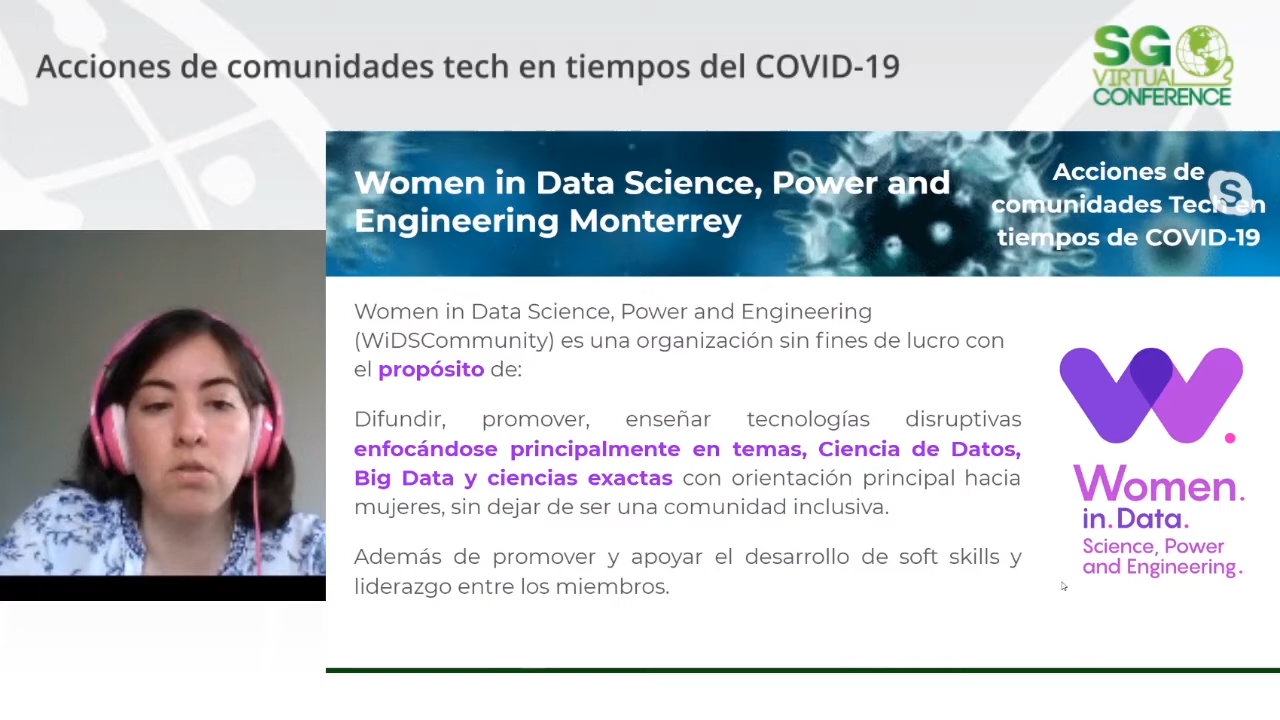 Acciones de comunidades tech en tiempos del COVID-19
SG
VIRTUAL
CONFERENCE
Women in Data Science, Power and
Engineering Monterrey
Acciones de
comunidades Tech en
tiempos de COVID-19
S
Women in Data Science, Power and Engineering
(WiDSCommunity) es una organización sin fines de lucro con
el propósito de:
Difundir, promover, enseñar tecnologías disruptivas
enfocándose principalmente en temas, Ciencia de Datos,
Big Data y ciencias exactas con orientación principal hacia
mujeres, sin dejar de ser una comunidad inclusiva.
Además de promover y apoyar el desarrollo de soft skills y
liderazgo entre los miembros.
Women.
in.Data.
Science, Power
and Engineering.